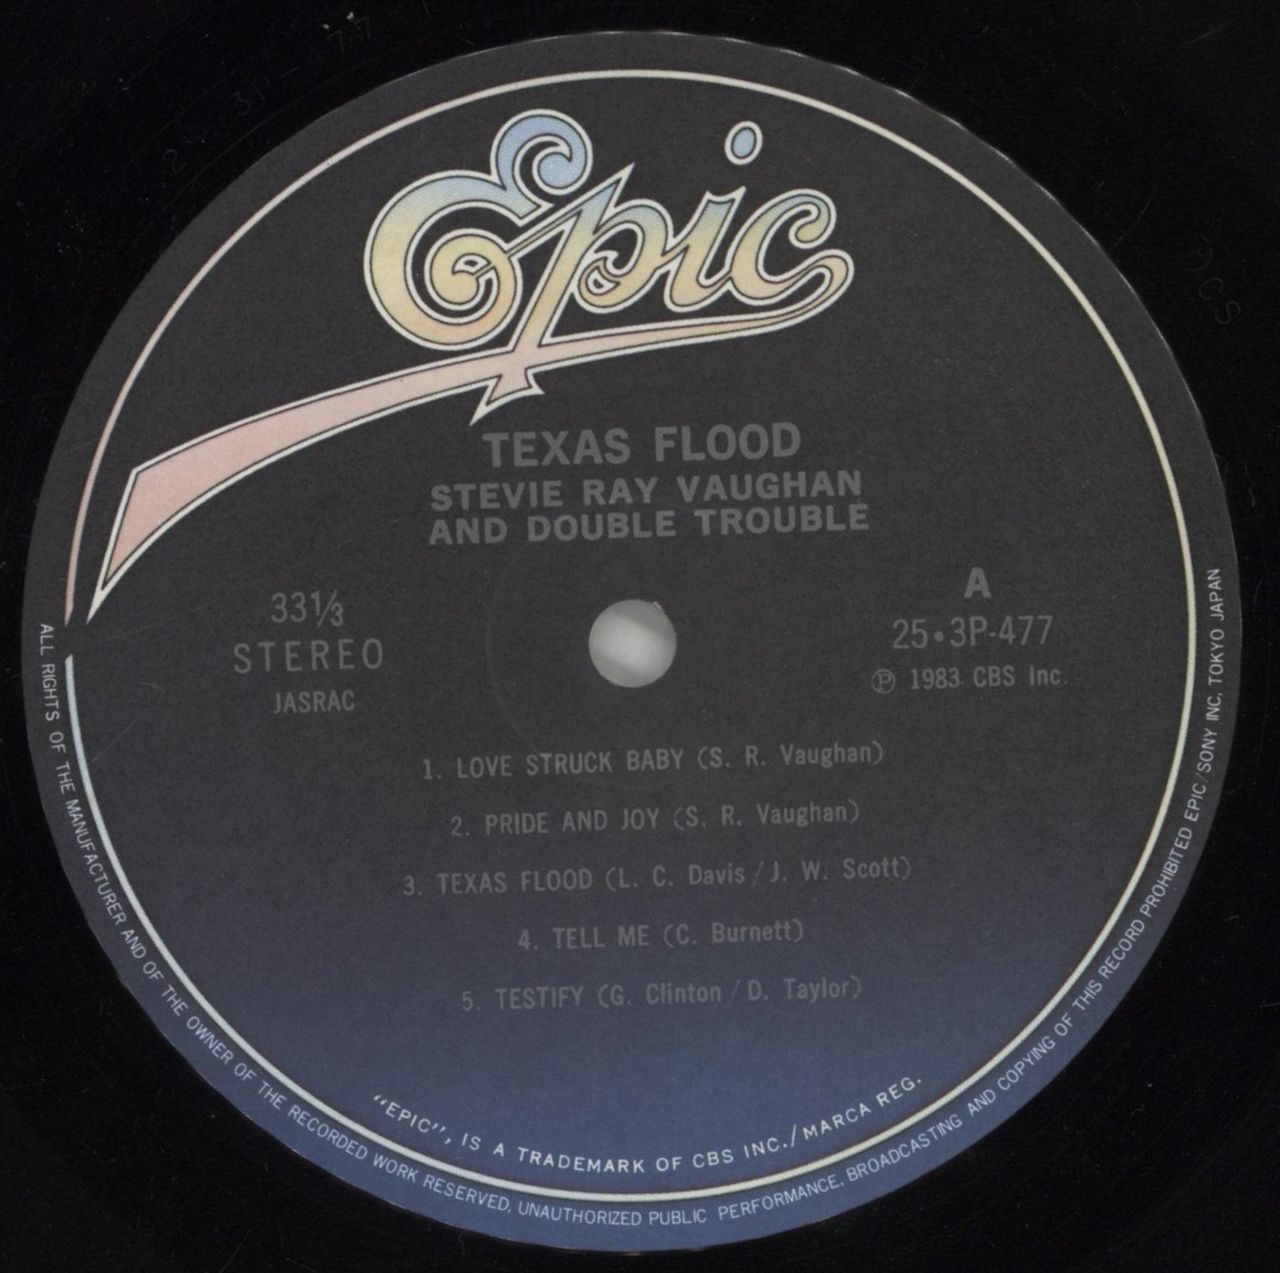 Epic
TEXAS FLOOD
STEVIE RAY VAUGHAN
AND DOUBLE TROUBLE
33⅓
STEREO
JASRAC
A
25•3P-477
Ⓟ 1983 CBS Inc.
1. LOVE STRUCK BABY (S. R. Vaughan)
2. PRIDE AND JOY (S. R. Vaughan)
3. TEXAS FLOOD (L. C. Davis / J. W. Scott)
4. TELL ME (C. Burnett)
5. TESTIFY (G. Clinton / D. Taylor)
"EPIC", IS A TRADEMARK OF CBS INC./MARCA REG.
ALL RIGHTS OF THE MANUFACTURER AND OF THE OWNER OF THE RECORDED WORK RESERVED. UNAUTHORIZED PUBLIC PERFORMANCE, BROADCASTING AND COPYING OF THIS RECORD PROHIBITED EPIC/SONY INC. TOKYO JAPAN